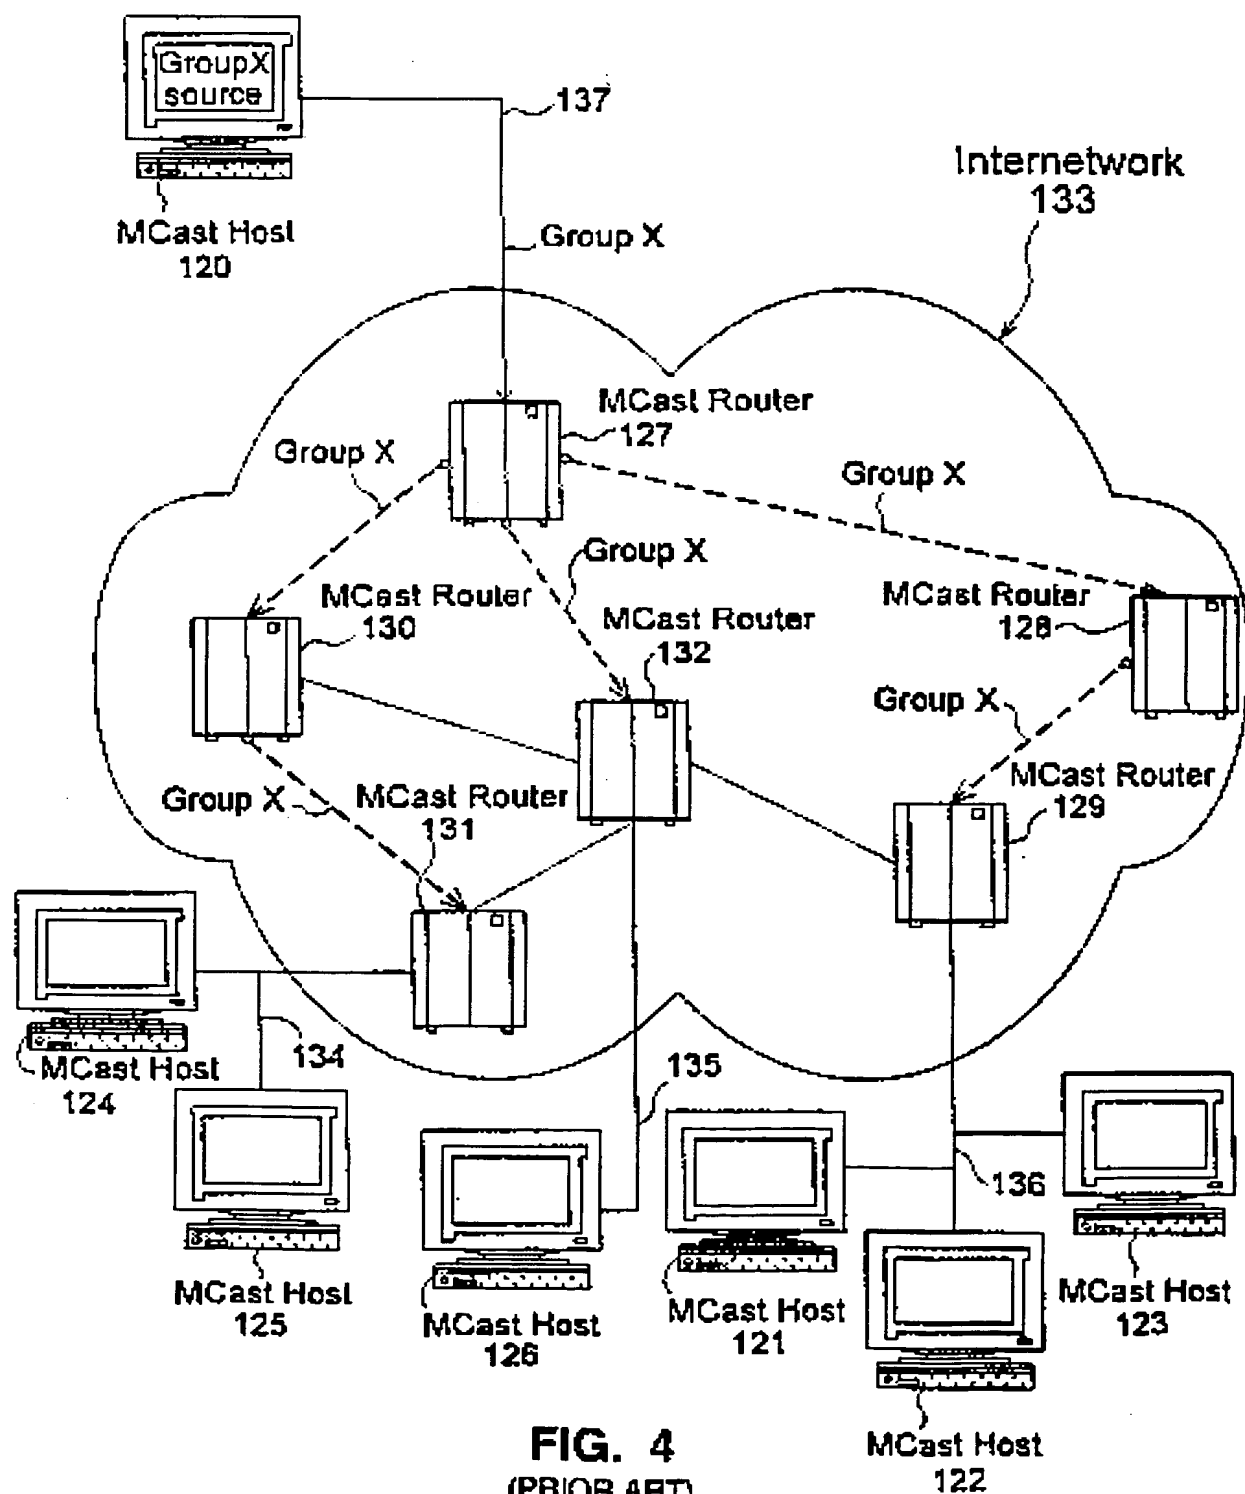 GroupX
source
137
MCast Host
120
Internetwork
133
Group X
MCast Router
127
Group X
Group X
Group X
MCast Router
130
MCast Router
132
MCast Router
128
Group X
Group X
MCast Router
131
MCast Router
129
134
MCast Host
124
135
136
MCast Host
125
MCast Host
126
MCast Host
121
MCast Host
123
MCast Host
122
FIG. 4
(PRIOR ART)